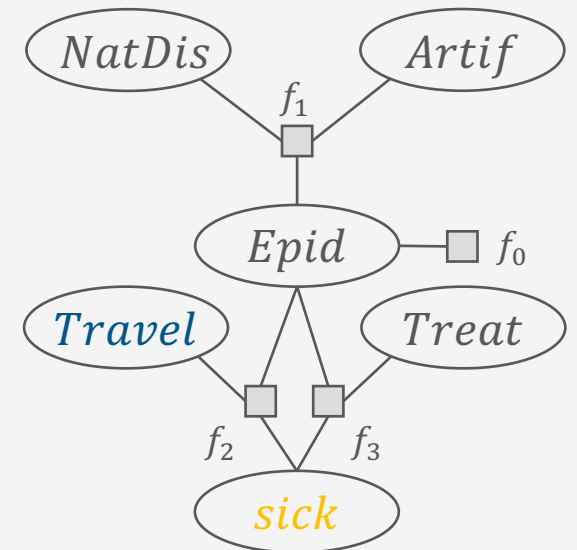 NatDis
Artif
f₁
Epid
f₀
Travel
Treat
f₂
f₃
sick